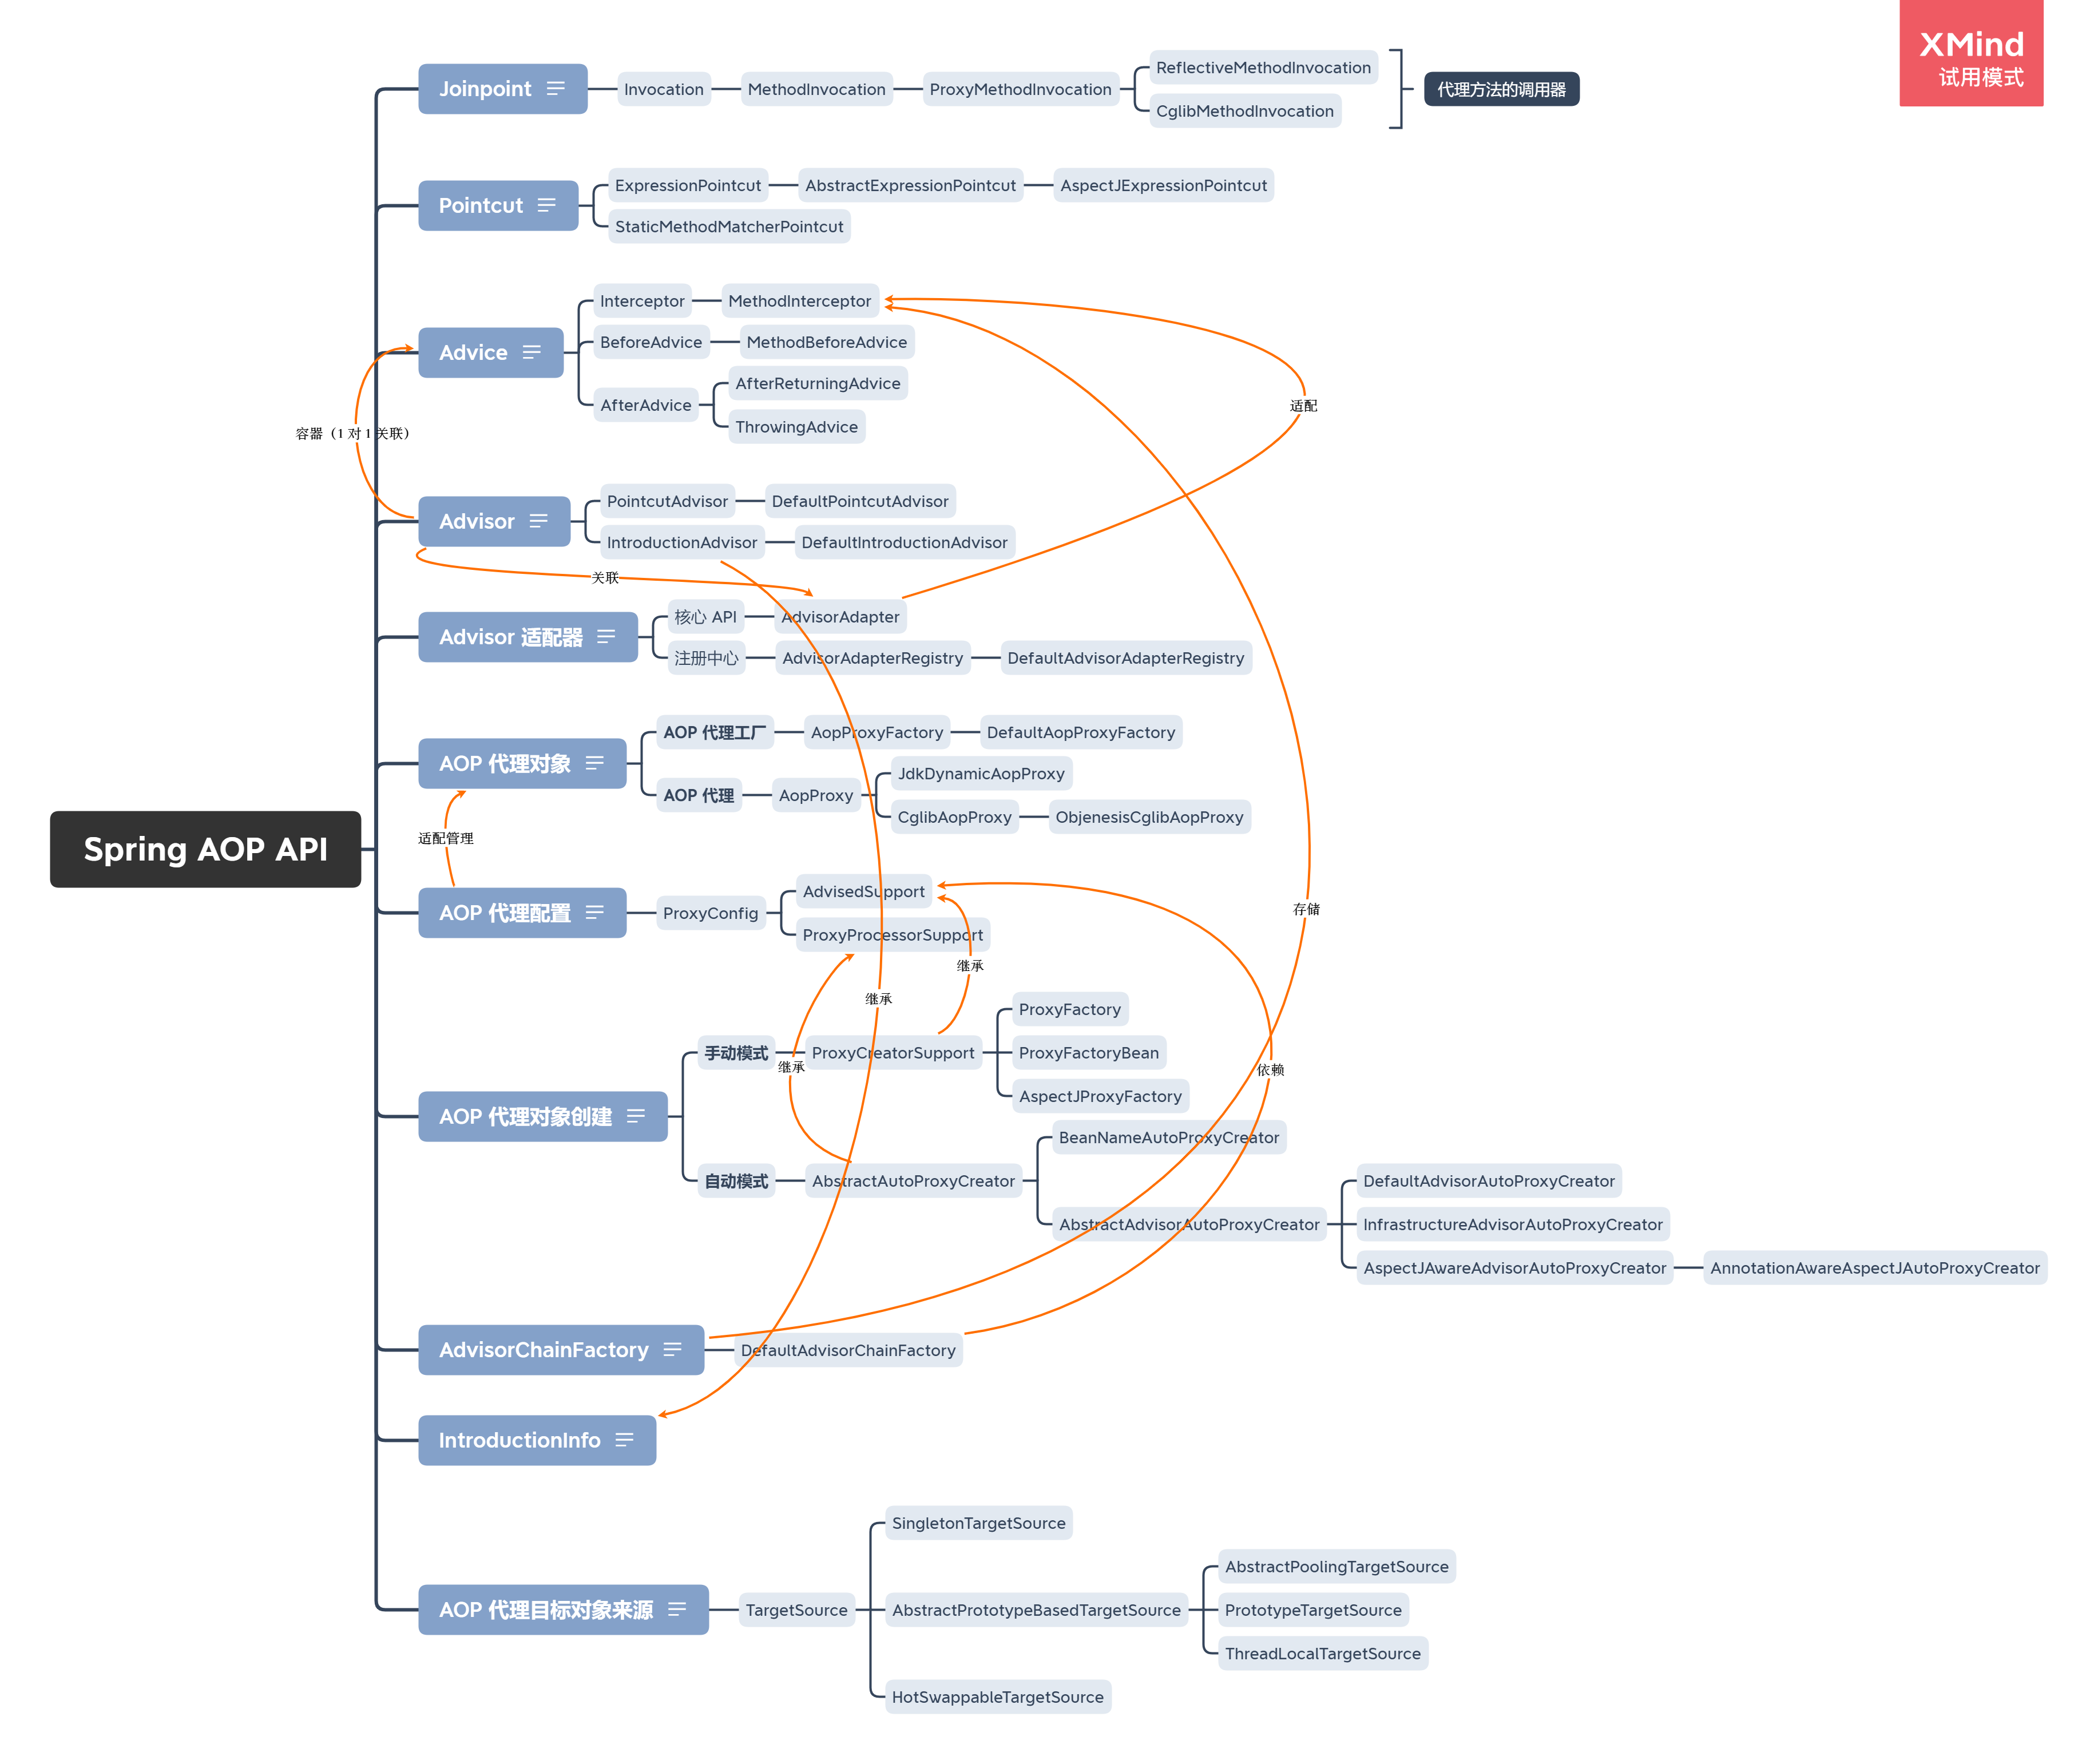 XMind
试用模式
Spring AOP API
Joinpoint
Invocation
MethodInvocation
ProxyMethodInvocation
ReflectiveMethodInvocation
CglibMethodInvocation
代理方法的调用器
Pointcut
ExpressionPointcut
AbstractExpressionPointcut
AspectJExpressionPointcut
StaticMethodMatcherPointcut
Advice
Interceptor
MethodInterceptor
BeforeAdvice
MethodBeforeAdvice
AfterAdvice
AfterReturningAdvice
ThrowingAdvice
适配
容器（1 对 1 关联）
Advisor
PointcutAdvisor
DefaultPointcutAdvisor
IntroductionAdvisor
DefaultIntroductionAdvisor
关联
Advisor 适配器
核心 API
AdvisorAdapter
注册中心
AdvisorAdapterRegistry
DefaultAdvisorAdapterRegistry
AOP 代理对象
AOP 代理工厂
AopProxyFactory
DefaultAopProxyFactory
AOP 代理
AopProxy
JdkDynamicAopProxy
CglibAopProxy
ObjenesisCglibAopProxy
适配管理
AOP 代理配置
ProxyConfig
AdvisedSupport
ProxyProcessorSupport
存储
继承
继承
继承
依赖
AOP 代理对象创建
手动模式
ProxyCreatorSupport
ProxyFactory
ProxyFactoryBean
AspectJProxyFactory
自动模式
AbstractAutoProxyCreator
BeanNameAutoProxyCreator
AbstractAdvisorAutoProxyCreator
DefaultAdvisorAutoProxyCreator
InfrastructureAdvisorAutoProxyCreator
AspectJAwareAdvisorAutoProxyCreator
AnnotationAwareAspectJAutoProxyCreator
AdvisorChainFactory
DefaultAdvisorChainFactory
IntroductionInfo
AOP 代理目标对象来源
TargetSource
SingletonTargetSource
AbstractPrototypeBasedTargetSource
AbstractPoolingTargetSource
PrototypeTargetSource
ThreadLocalTargetSource
HotSwappableTargetSource